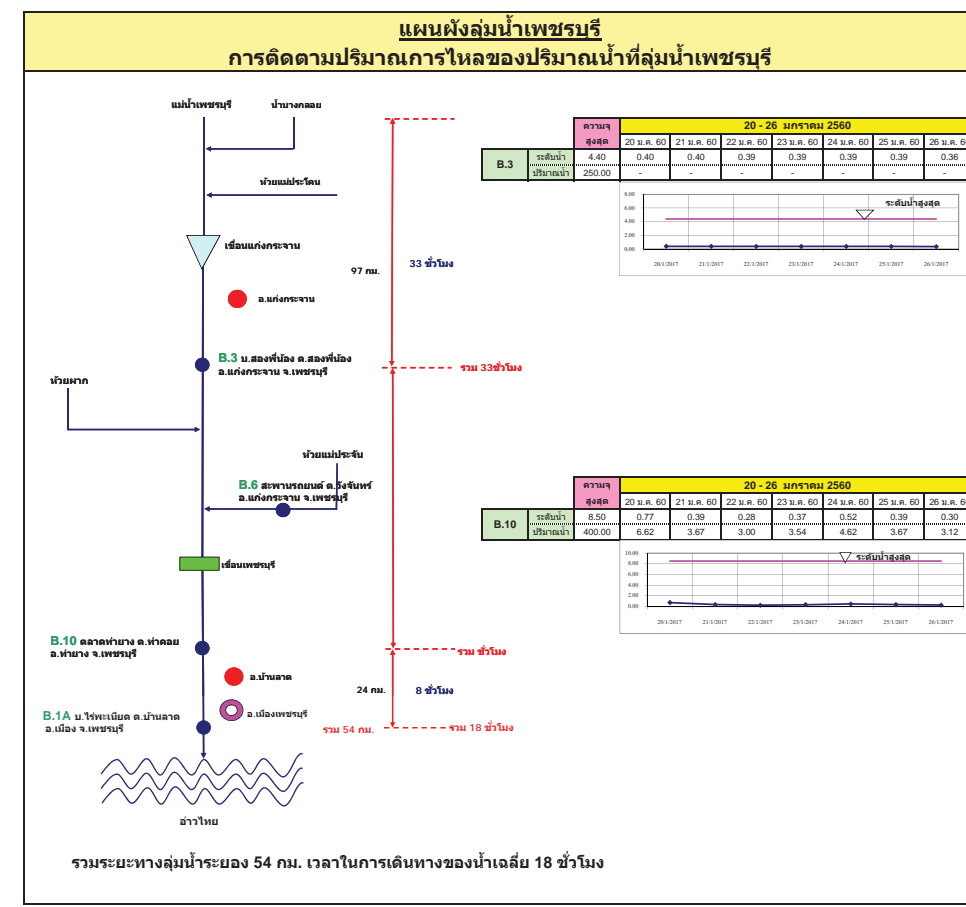 แผนผังลุ่มน้ำเพชรบุรี
การติดตามปริมาณการไหลของปริมาณน้ำที่ลุ่มน้ำเพชรบุรี
แม่น้ำเพชรบุรี
น้ำบางกลอย
ห้วยแม่ประโดน
เขื่อนแก่งกระจาน
97 กม.
33 ชั่วโมง
อ.แก่งกระจาน
B.3 บ.สองพี่น้อง ต.สองพี่น้อง
อ.แก่งกระจาน จ.เพชรบุรี
รวม 33ชั่วโมง
ห้วยผาก
ห้วยแม่ประจัน
B.6 สะพานรถยนต์ ต.วังจันทร์
อ.แก่งกระจาน จ.เพชรบุรี
เขื่อนเพชรบุรี
B.10 ตลาดท่ายาง ต.ท่าคอย
อ.ท่ายาง จ.เพชรบุรี
รวม ชั่วโมง
อ.บ้านลาด
24 กม.
8 ชั่วโมง
B.1A บ.ไร่พะเนียด ต.บ้านลาด
อ.เมือง จ.เพชรบุรี
อ.เมืองเพชรบุรี
รวม 54 กม.
รวม 18 ชั่วโมง
อ่าวไทย
รวมระยะทางลุ่มน้ำระยอง 54 กม. เวลาในการเดินทางของน้ำเฉลี่ย 18 ชั่วโมง
ความจุ 20 - 26 มกราคม 2560
สูงสุด 20 ม.ค. 60 21 ม.ค. 60 22 ม.ค. 60 23 ม.ค. 60 24 ม.ค. 60 25 ม.ค. 60 26 ม.ค. 60
B.3
ระดับน้ำ 4.40 0.40 0.40 0.39 0.39 0.39 0.39 0.36
ปริมาณน้ำ 250.00 - - - - - - -
8.00
ระดับน้ำสูงสุด
6.00
4.00
2.00
0.00
20/1/2017 21/1/2017 22/1/2017 23/1/2017 24/1/2017 25/1/2017 26/1/2017
ความจุ 20 - 26 มกราคม 2560
สูงสุด 20 ม.ค. 60 21 ม.ค. 60 22 ม.ค. 60 23 ม.ค. 60 24 ม.ค. 60 25 ม.ค. 60 26 ม.ค. 60
B.10
ระดับน้ำ 8.50 0.77 0.39 0.28 0.37 0.52 0.39 0.30
ปริมาณน้ำ 400.00 6.62 3.67 3.00 3.54 4.62 3.67 3.12
10.00
ระดับน้ำสูงสุด
8.00
6.00
4.00
2.00
0.00
20/1/2017 21/1/2017 22/1/2017 23/1/2017 24/1/2017 25/1/2017 26/1/2017